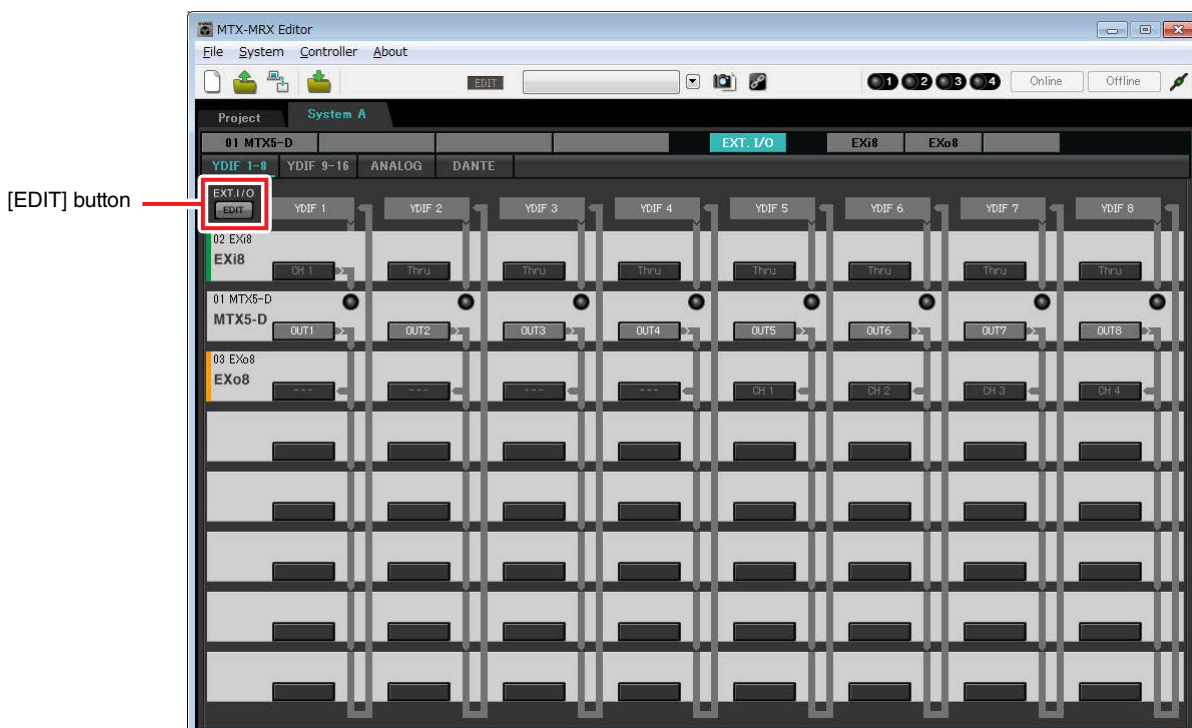 MTX-MRX Editor
File System Controller About
EDIT 1 2 3 4 Online Offline
Project System A
01 MTX5-D EXT. I/O EXi8 EXo8
YDIF 1-8 YDIF 9-16 ANALOG DANTE
[EDIT] button
EXT.I/O
EDIT YDIF 1 YDIF 2 YDIF 3 YDIF 4 YDIF 5 YDIF 6 YDIF 7 YDIF 8
02 EXi8
EXi8
CH 1 Thru Thru Thru Thru Thru Thru Thru
01 MTX5-D
MTX5-D
OUT1 OUT2 OUT3 OUT4 OUT5 OUT6 OUT7 OUT8
03 EXo8
EXo8
--- --- --- --- CH 1 CH 2 CH 3 CH 4